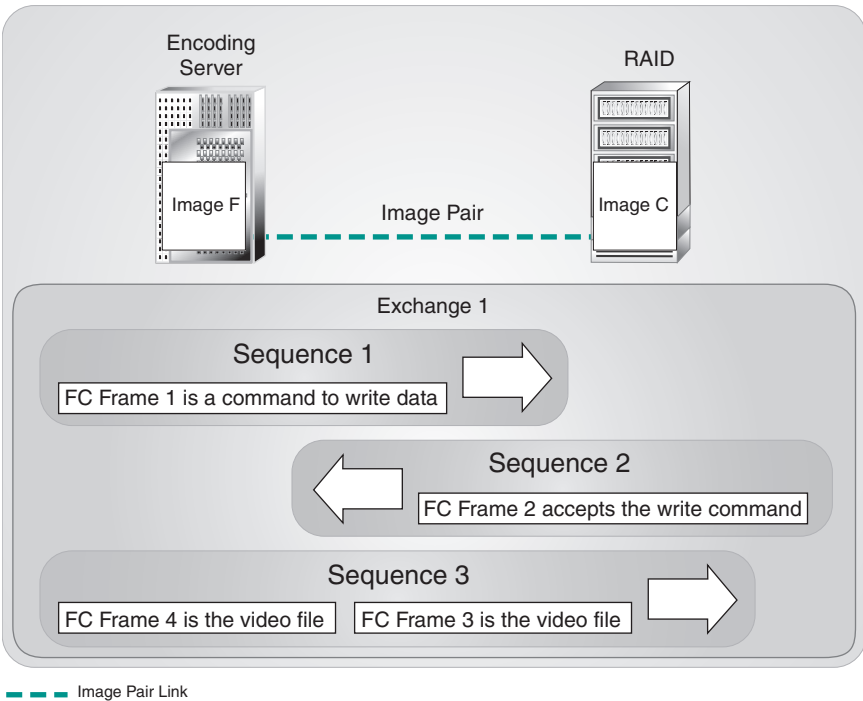 Encoding
Server
RAID
Image F
Image Pair
Image C
Exchange 1
Sequence 1
FC Frame 1 is a command to write data
Sequence 2
FC Frame 2 accepts the write command
Sequence 3
FC Frame 4 is the video file
FC Frame 3 is the video file
Image Pair Link